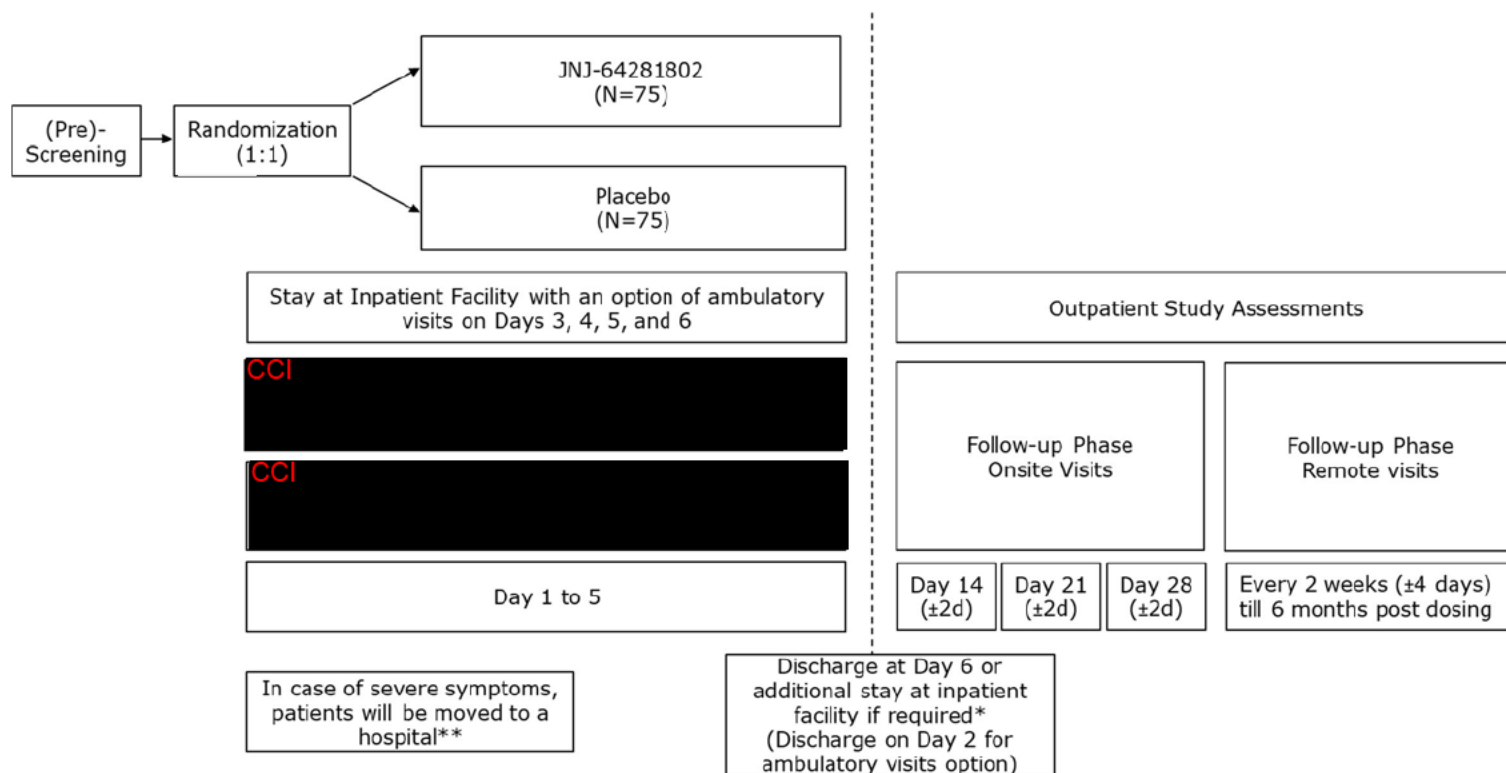 JNJ-64281802
(N=75)
(Pre)-
Screening
Randomization
(1:1)
Placebo
(N=75)
Stay at Inpatient Facility with an option of ambulatory
visits on Days 3, 4, 5, and 6
Outpatient Study Assessments
CCI
CCI
Follow-up Phase
Onsite Visits
Follow-up Phase
Remote visits
Day 1 to 5
Day 14
(±2d)
Day 21
(±2d)
Day 28
(±2d)
Every 2 weeks (±4 days)
till 6 months post dosing
In case of severe symptoms,
patients will be moved to a
hospital**
Discharge at Day 6 or
additional stay at inpatient
facility if required*
(Discharge on Day 2 for
ambulatory visits option)